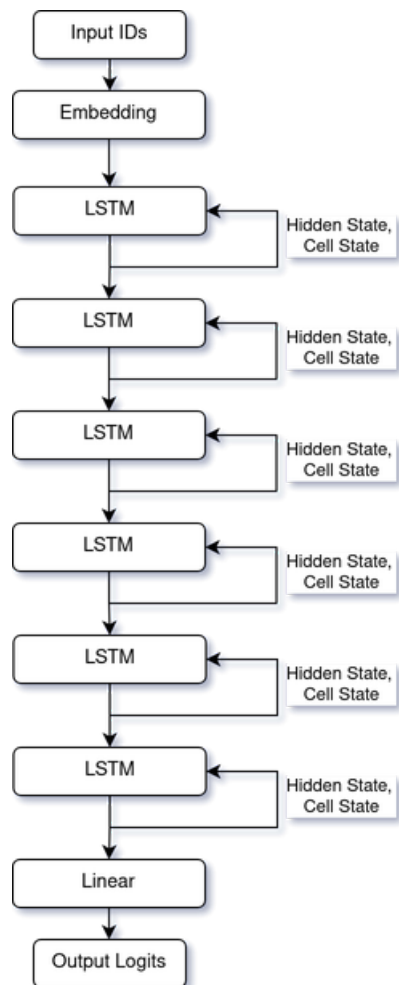 Input IDs
Embedding
LSTM
Hidden State,
Cell State
LSTM
Hidden State,
Cell State
LSTM
Hidden State,
Cell State
LSTM
Hidden State,
Cell State
LSTM
Hidden State,
Cell State
LSTM
Hidden State,
Cell State
Linear
Output Logits